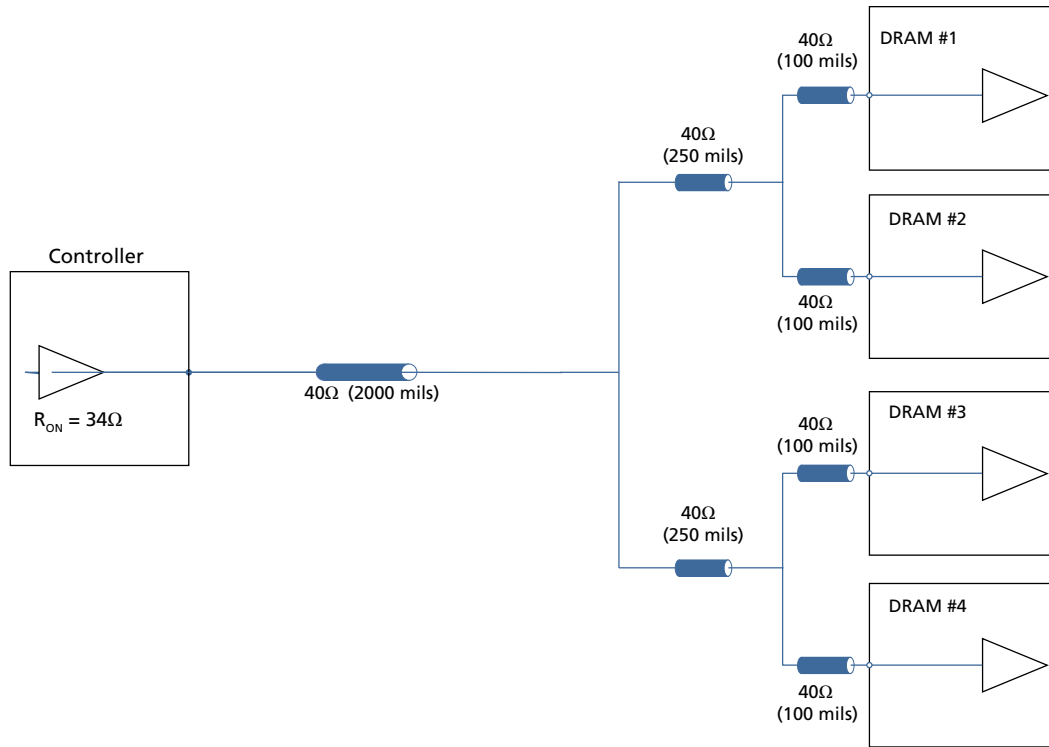 40Ω
(100 mils)
DRAM #1
40Ω
(250 mils)
DRAM #2
40Ω
(100 mils)
Controller
R_ON = 34Ω
40Ω (2000 mils)
40Ω
(100 mils)
DRAM #3
40Ω
(250 mils)
DRAM #4
40Ω
(100 mils)